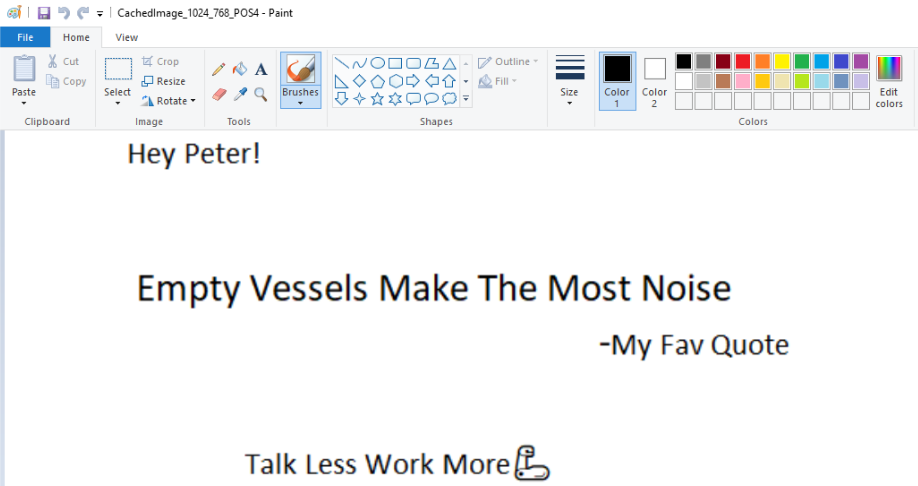 CachedImage_1024_768_POS4 - Paint
File Home View
Paste Cut Copy Clipboard
Select Crop Resize Rotate Image
A Tools
Brushes
Outline Fill Shapes
Size
Color 1 Color 2 Edit colors Colors
Hey Peter!
Empty Vessels Make The Most Noise
-My Fav Quote
Talk Less Work More